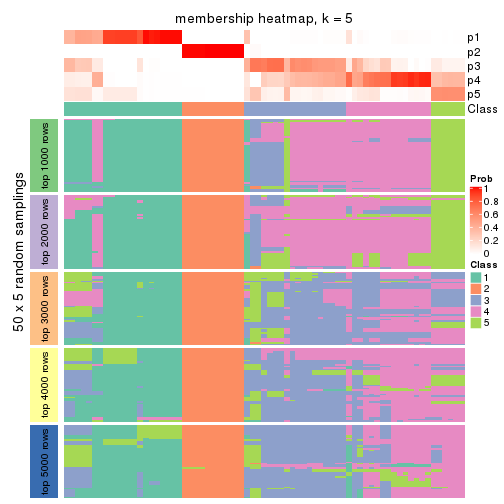 membership heatmap, k = 5
p1
p2
p3
p4
p5
Class
50 x 5 random samplings
top 1000 rows
top 2000 rows
top 3000 rows
top 4000 rows
top 5000 rows
Prob
1
0.8
0.6
0.4
0.2
0
Class
1
2
3
4
5